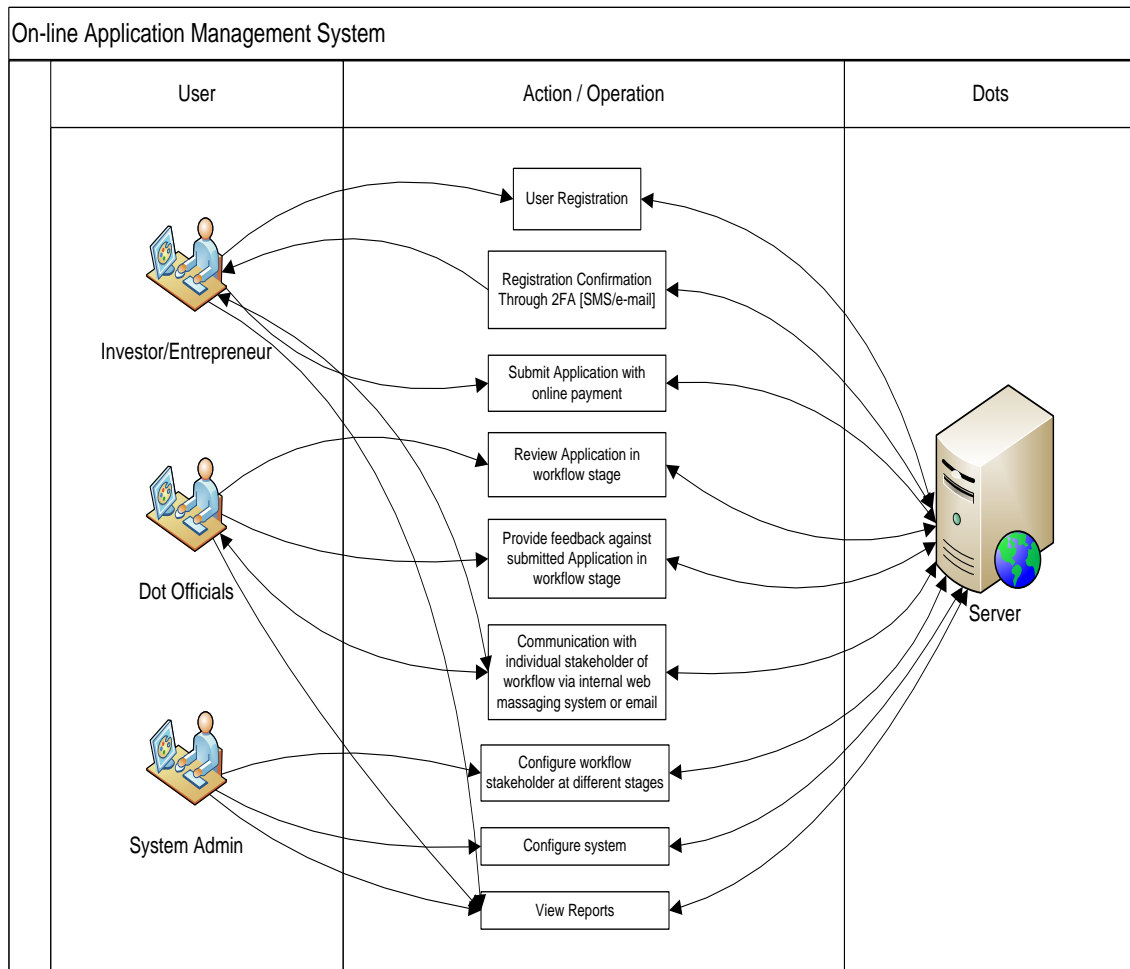 On-line Application Management System
User
Action / Operation
Dots
User Registration
Registration Confirmation
Through 2FA [SMS/e-mail]
Investor/Entrepreneur
Submit Application with
online payment
Review Application in
workflow stage
Provide feedback against
submitted Application in
workflow stage
Dot Officials
Server
Communication with
individual stakeholder of
workflow via internal web
massaging system or email
Configure workflow
stakeholder at different stages
System Admin
Configure system
View Reports